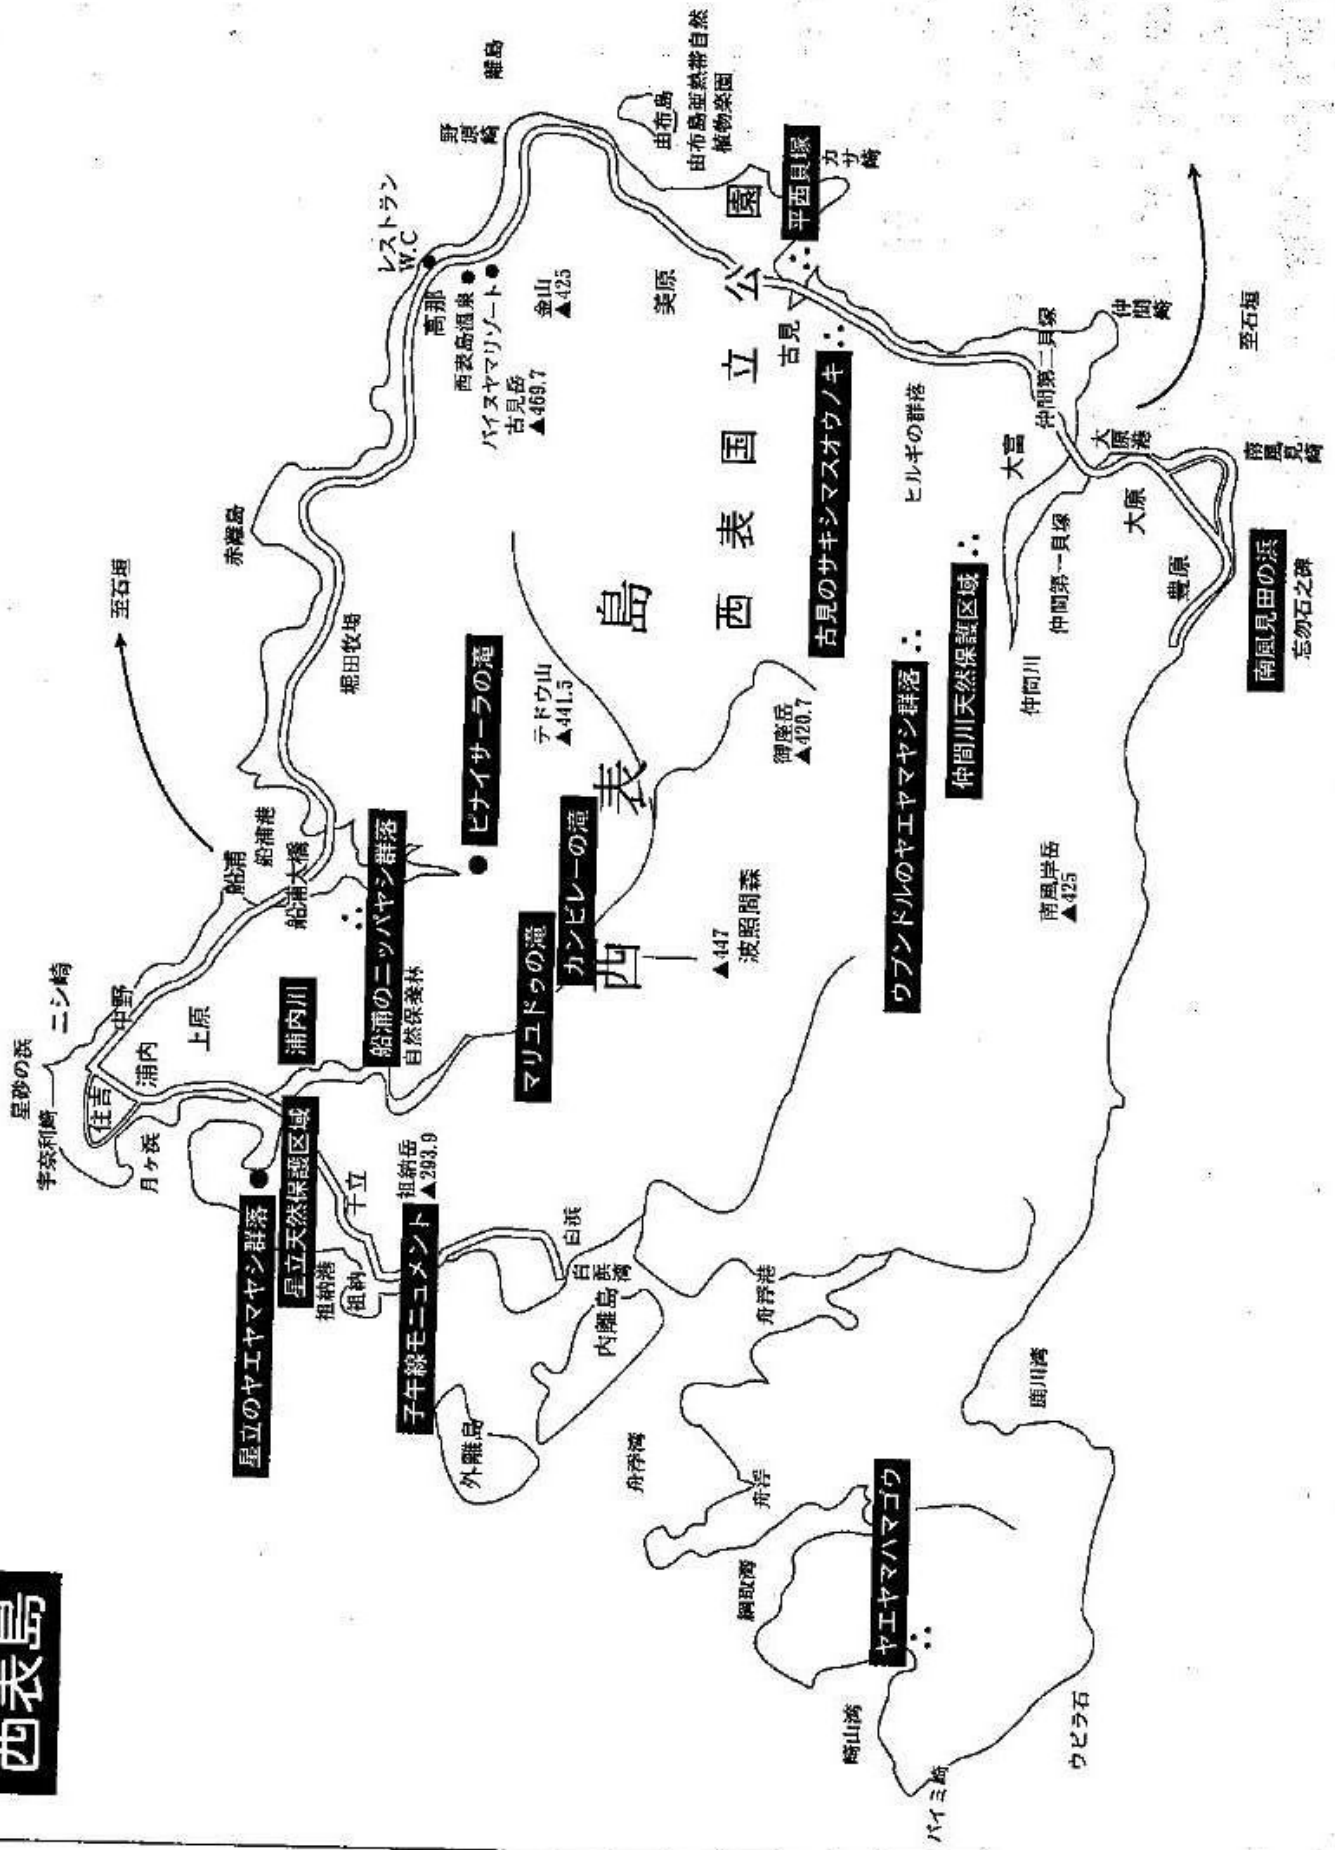 西表島
星砂の浜
宇奈利崎
ニシ崎
住吉
中野
浦内
月ヶ浜
上原
船浦
船浦港
船浦大橋
至石垣
浦内川
星立天然保護区域
星立のヤエヤマヤシ群落
干立
祖納港
祖納
祖納岳
▲293.9
子午線モニュメント
船浦のニッパヤシ群落
自然保養林
ピナイサーラの滝
マリユドゥの滝
カンビレーの滝
堀田牧場
赤離島
レストラン
W.C
高那
西表島温泉
パイヌヤマリゾート
古見岳
▲469.7
金山
▲425
野原崎
離島
由布島
由布島亜熱帯自然
植物楽園
美原
テドウ山
▲441.5
西表島
西表国立公園
平西貝塚
カサ崎
古見
古見のサキシマスオウノキ
御座岳
▲420.7
▲447
波照間森
白浜
白浜湾
内離島
外離島
舟浮港
舟浮湾
舟浮
網取湾
ヤエヤマハマゴウ
崎山湾
パイミ崎
ウビラ石
鹿川湾
ウブンドルのヤエヤマヤシ群落
仲間川天然保護区域
ヒルギの群落
大富
仲間第二貝塚
仲間崎
仲間第一貝塚
仲間川
大原港
大原
豊原
至石垣
南風見崎
南風見田の浜
忘勿石之碑
南風岸岳
▲425